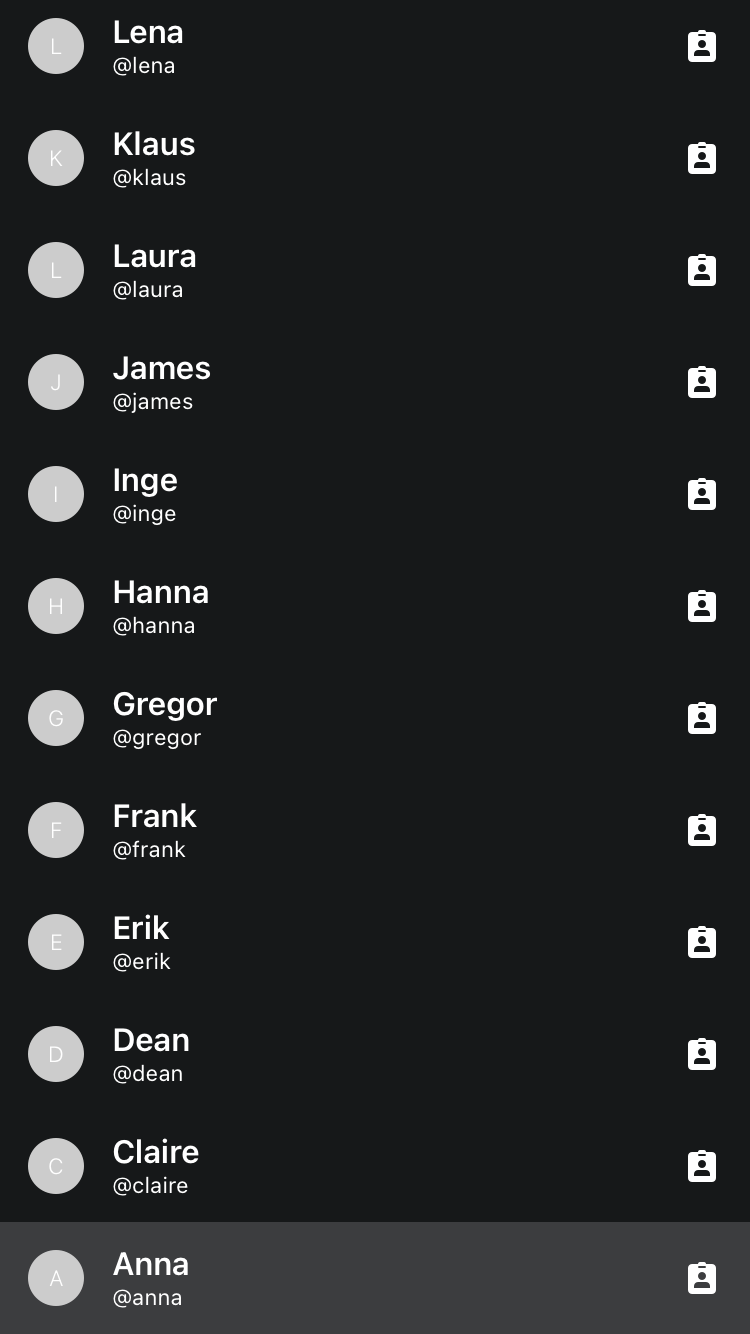 L
Lena
@lena
K
Klaus
@klaus
L
Laura
@laura
J
James
@james
I
Inge
@inge
H
Hanna
@hanna
G
Gregor
@gregor
F
Frank
@frank
E
Erik
@erik
D
Dean
@dean
C
Claire
@claire
A
Anna
@anna